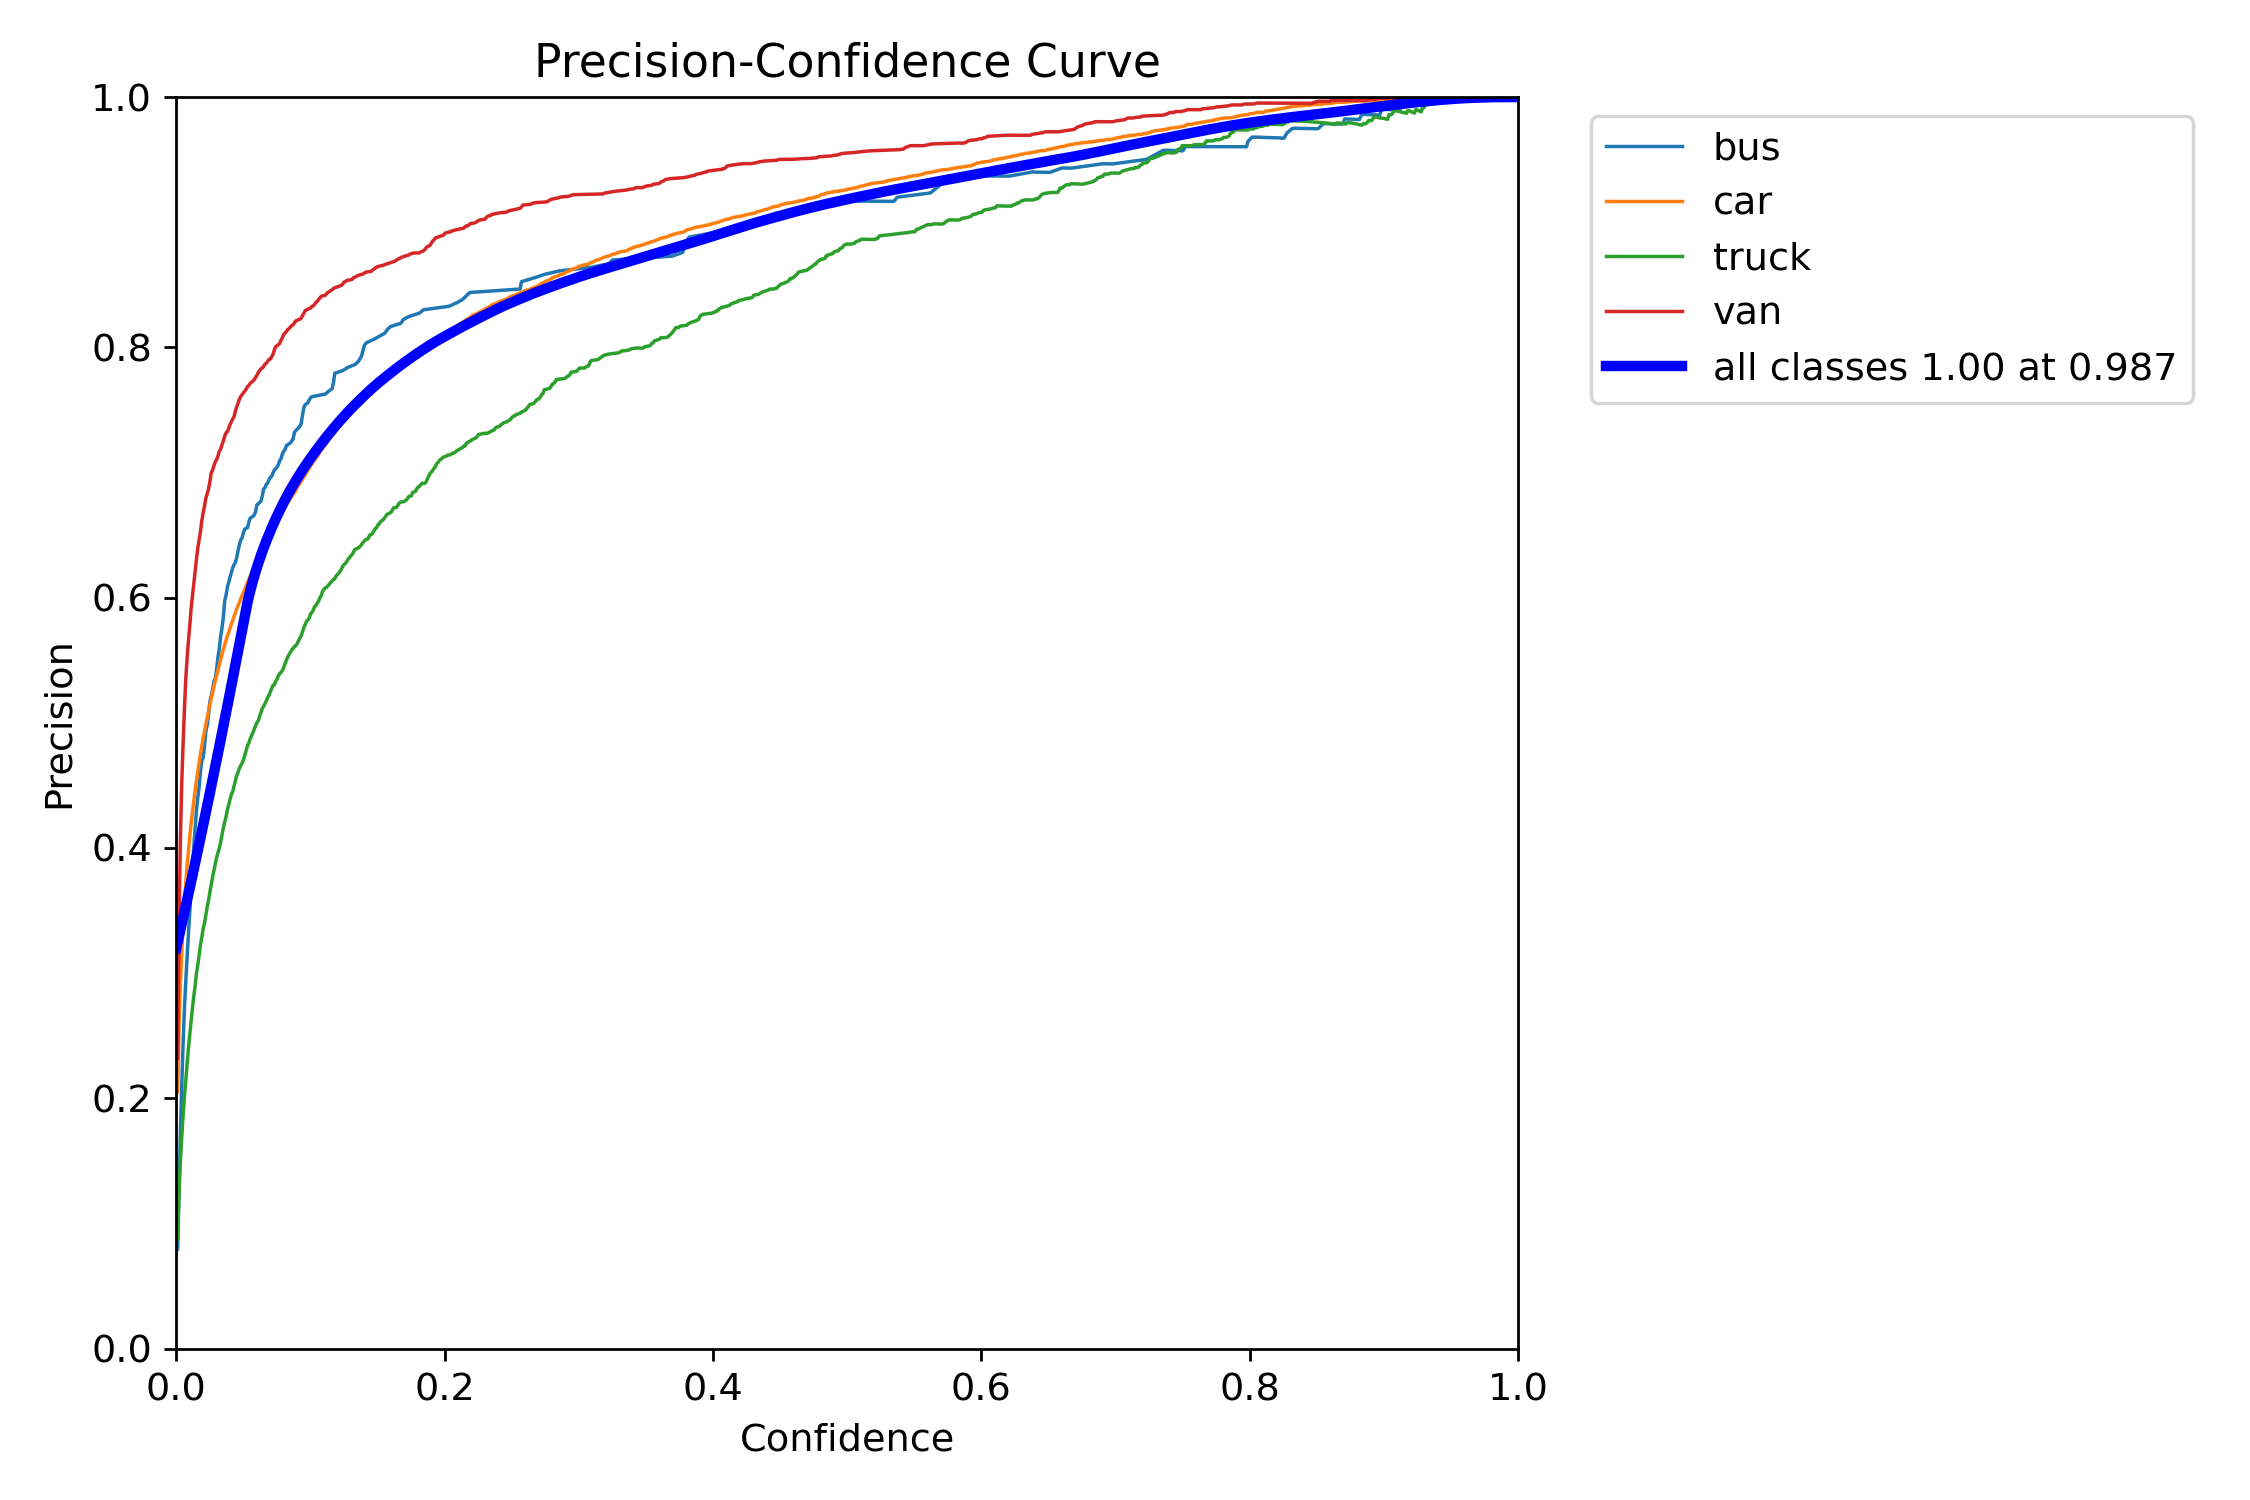 Precision-Confidence Curve
1.0
0.8
0.6
0.4
0.2
0.0
Precision
0.0 0.2 0.4 0.6 0.8 1.0
Confidence
bus
car
truck
van
all classes 1.00 at 0.987